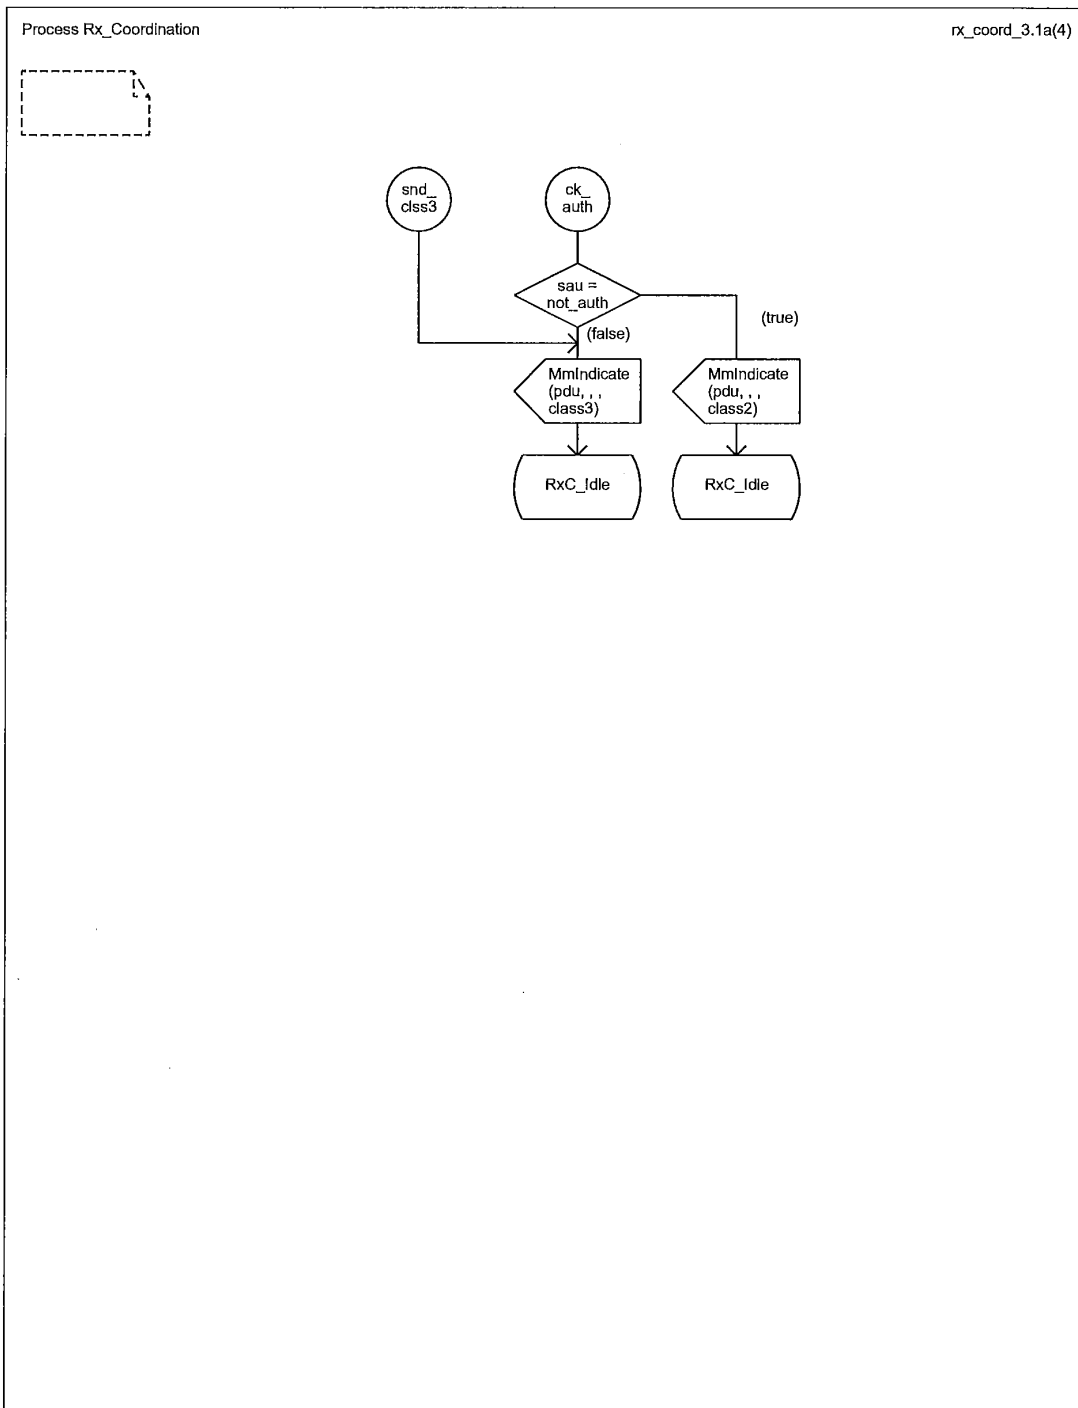 Process Rx_Coordination
rx_coord_3.1a(4)
snd_
clss3
ck_
auth
sau =
not_auth
(true)
(false)
MmIndicate
(pdu, , ,
class3)
MmIndicate
(pdu, , ,
class2)
RxC_Idle
RxC_Idle